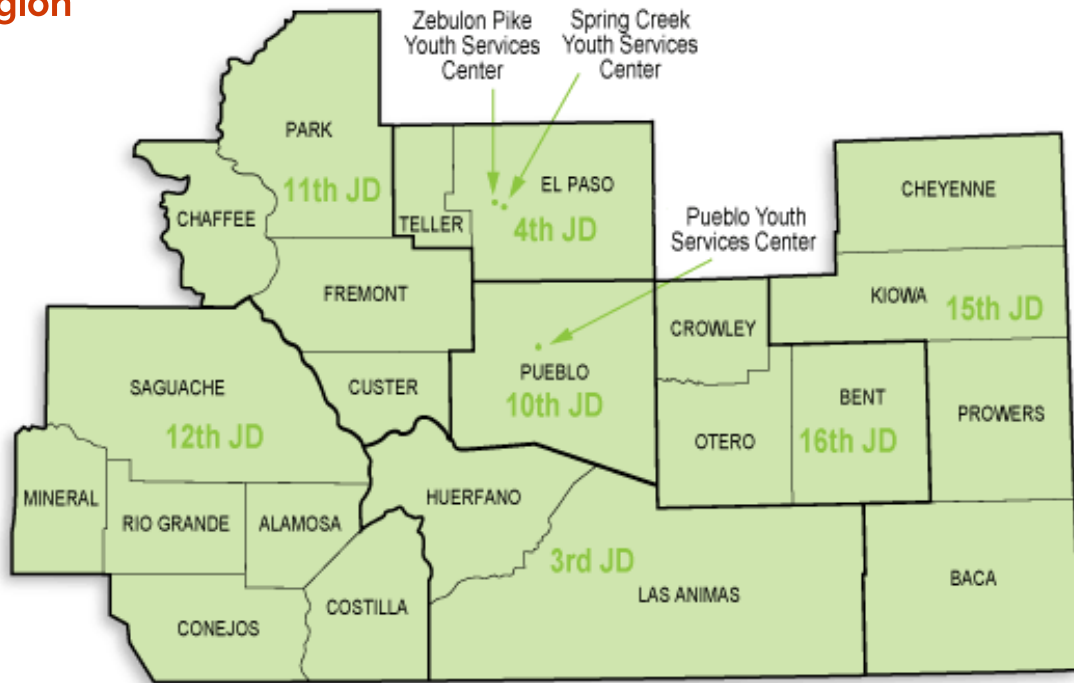 Zebulon Pike
Youth Services
Center
Spring Creek
Youth Services
Center
PARK
11th JD
CHAFFEE
TELLER
EL PASO
4th JD
Pueblo Youth
Services Center
CHEYENNE
KIOWA
15th JD
FREMONT
CROWLEY
SAGUACHE
12th JD
CUSTER
PUEBLO
10th JD
BENT
16th JD
OTERO
PROWERS
MINERAL
RIO GRANDE
ALAMOSA
HUERFANO
3rd JD
LAS ANIMAS
BACA
COSTILLA
CONEJOS